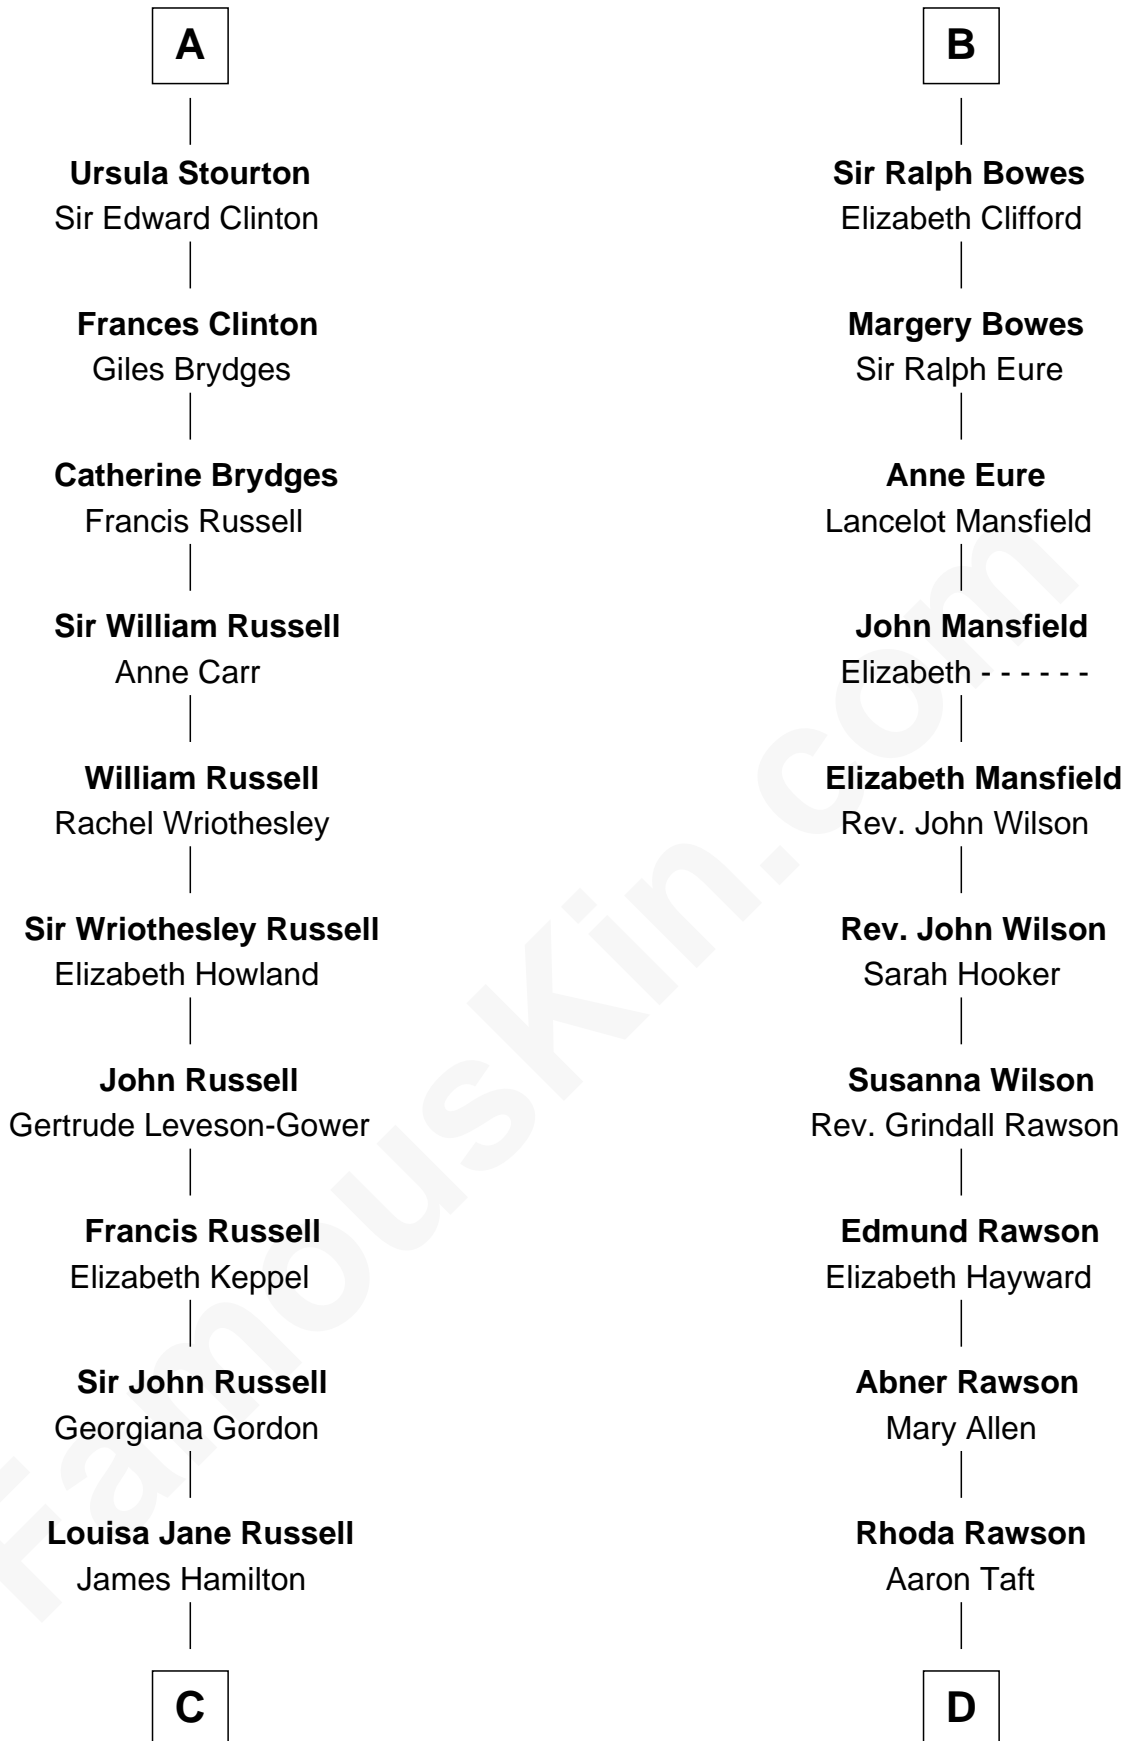 A
Ursula Stourton
Sir Edward Clinton
Frances Clinton
Giles Brydges
Catherine Brydges
Francis Russell
Sir William Russell
Anne Carr
William Russell
Rachel Wriothesley
Sir Wriothesley Russell
Elizabeth Howland
John Russell
Gertrude Leveson-Gower
Francis Russell
Elizabeth Keppel
Sir John Russell
Georgiana Gordon
Louisa Jane Russell
James Hamilton
C
B
Sir Ralph Bowes
Elizabeth Clifford
Margery Bowes
Sir Ralph Eure
Anne Eure
Lancelot Mansfield
John Mansfield
Elizabeth - - - - - -
Elizabeth Mansfield
Rev. John Wilson
Rev. John Wilson
Sarah Hooker
Susanna Wilson
Rev. Grindall Rawson
Edmund Rawson
Elizabeth Hayward
Abner Rawson
Mary Allen
Rhoda Rawson
Aaron Taft
D
FamousKin.com